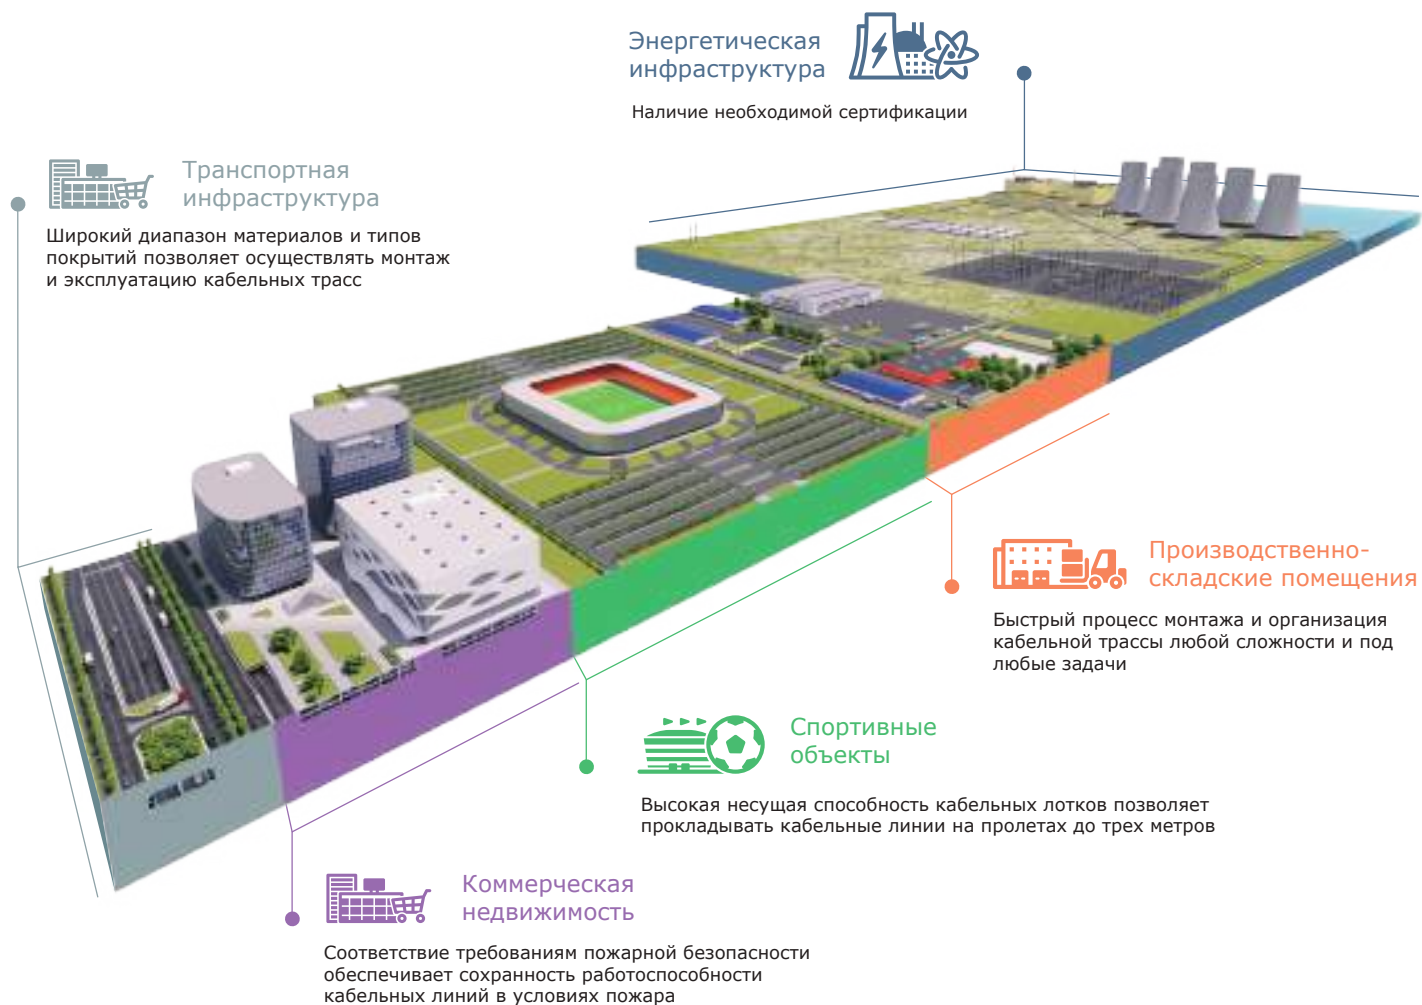 Энергетическая
инфраструктура
Наличие необходимой сертификации
Транспортная
инфраструктура
Широкий диапазон материалов и типов
покрытий позволяет осуществлять монтаж
и эксплуатацию кабельных трасс
Производственно-
складские помещения
Быстрый процесс монтажа и организация
кабельной трассы любой сложности и под
любые задачи
Спортивные
объекты
Высокая несущая способность кабельных лотков позволяет
прокладывать кабельные линии на пролетах до трех метров
Коммерческая
недвижимость
Соответствие требованиям пожарной безопасности
обеспечивает сохранность работоспособности
кабельных линий в условиях пожара